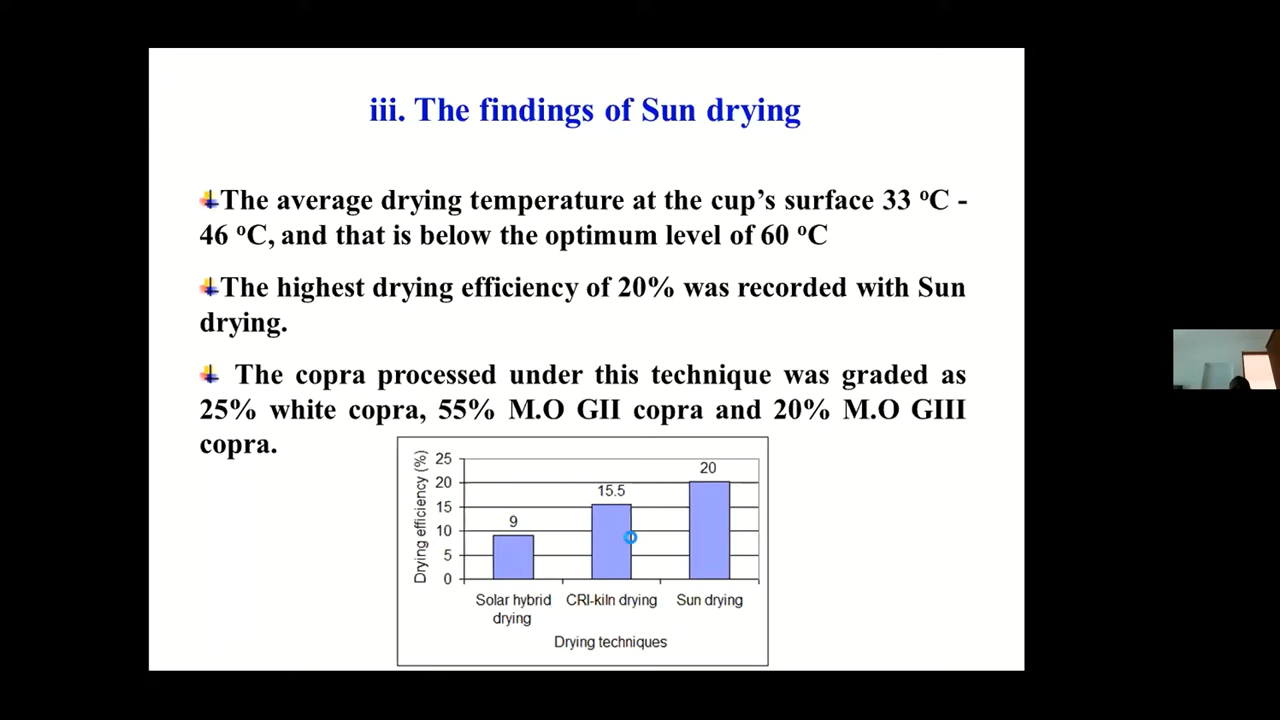 iii. The findings of Sun drying
The average drying temperature at the cup's surface 33 ºC -
46 ºC, and that is below the optimum level of 60 ºC
The highest drying efficiency of 20% was recorded with Sun
drying.
The copra processed under this technique was graded as
25% white copra, 55% M.O GII copra and 20% M.O GIII
copra.
Drying efficiency (%)
25
20
15
10
5
0
9
15.5
20
Solar hybrid
drying
CRI-kiln drying
Sun drying
Drying techniques